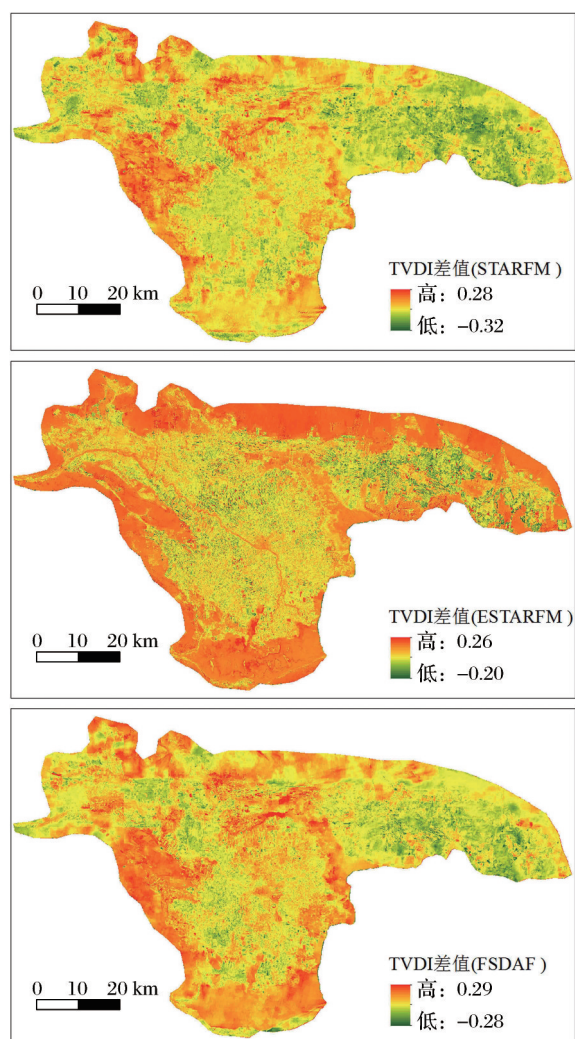 TVDI差值(STARFM )
高：0.28
低：−0.32
0 10 20 km
TVDI差值(ESTARFM )
高：0.26
低：−0.20
0 10 20 km
TVDI差值(FSDAF )
高：0.29
低：−0.28
0 10 20 km